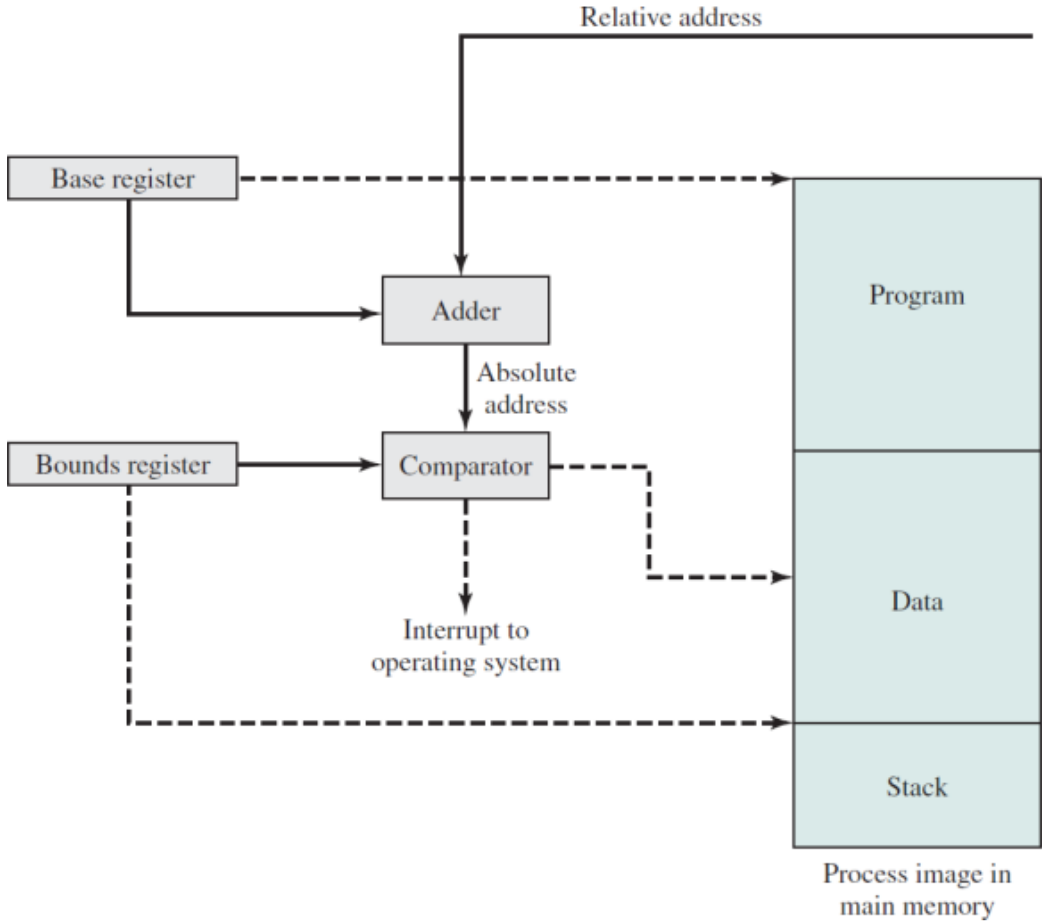 Relative address
Base register
Program
Adder
Absolute
address
Bounds register
Comparator
Data
Interrupt to
operating system
Stack
Process image in
main memory